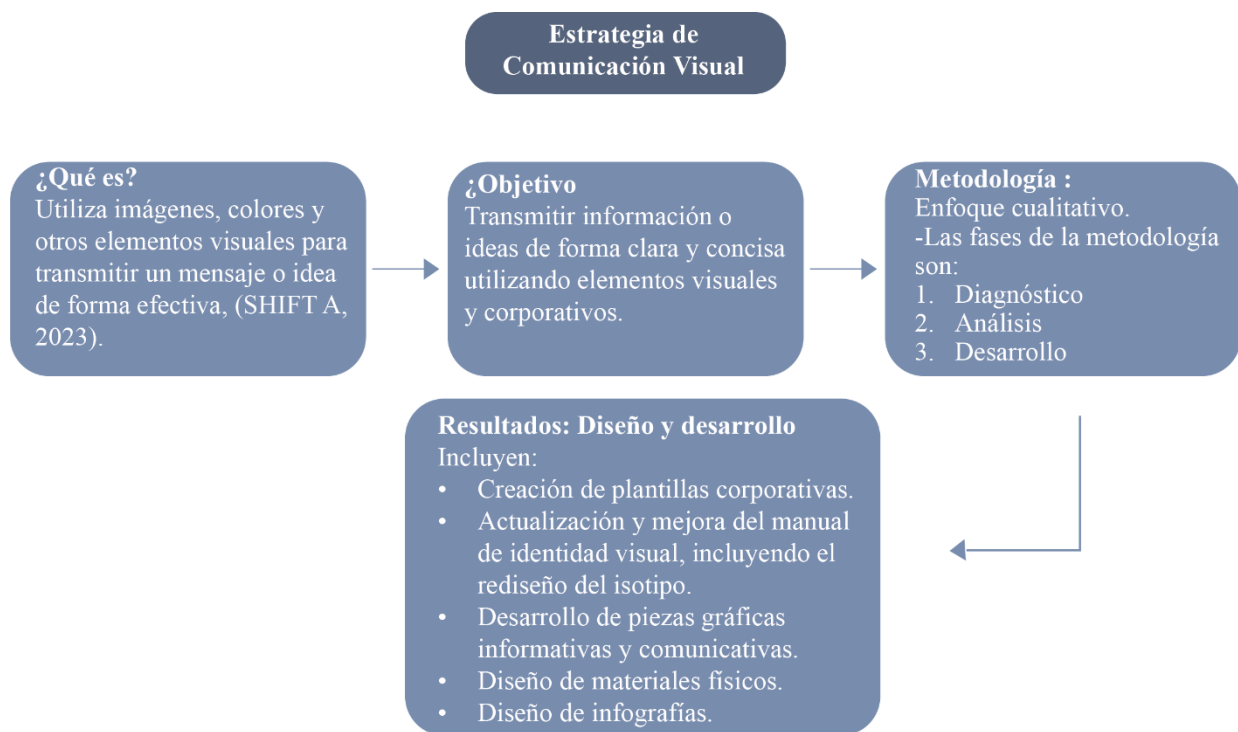 Estrategia de
Comunicación Visual
¿Qué es?
Utiliza imágenes, colores y
otros elementos visuales para
transmitir un mensaje o idea
de forma efectiva, (SHIFT A,
2023).
¿Objetivo
Transmitir información o
ideas de forma clara y concisa
utilizando elementos visuales
y corporativos.
Metodología :
Enfoque cualitativo.
-Las fases de la metodología
son:
1. Diagnóstico
2. Análisis
3. Desarrollo
Resultados: Diseño y desarrollo
Incluyen:
• Creación de plantillas corporativas.
• Actualización y mejora del manual
de identidad visual, incluyendo el
rediseño del isotipo.
• Desarrollo de piezas gráficas
informativas y comunicativas.
• Diseño de materiales físicos.
• Diseño de infografías.